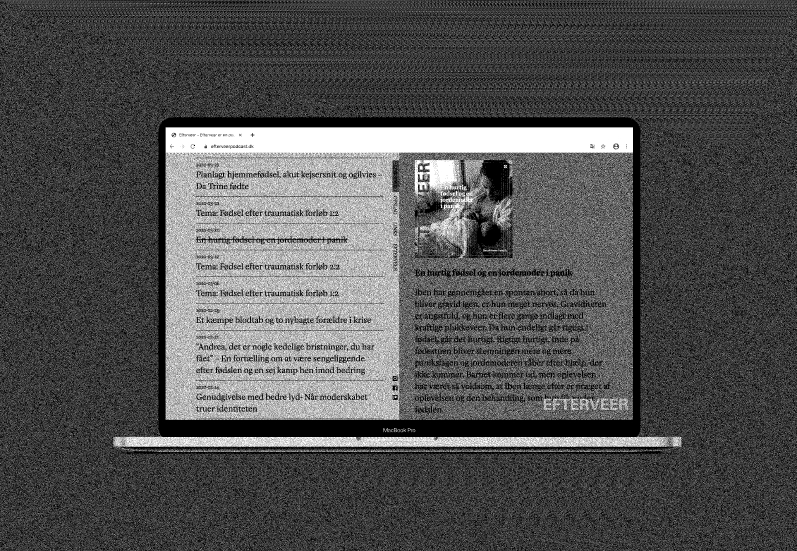 Efterveer – Efterveer er en po
efterveerpodcast.dk
Planlagt hjemmefødsel, akut kejsersnit og ogilvies –
Da Trine fødte
Tema: Fødsel efter traumatisk forløb 1:2
En hurtig fødsel og en jordemoder i panik
Tema: Fødsel efter traumatisk forløb 2:2
Tema: Fødsel efter traumatisk forløb 1:2
Et kæmpe blodtab og to nybagte forældre i krise
"Andrea, det er nogle kedelige bristninger, du har
fået" – En fortælling om at være sengeliggende
efter fødslen og en sej kamp hen imod bedring
Genudgivelse med bedre lyd- Når moderskabet
truer identiteten
EER
En hurtig
fødsel og en
jordemoder
i panik
En hurtig fødsel og en jordemoder i panik
Iben har gennemgået en spontan abort, så da hun
bliver gravid igen, er hun meget nervøs. Graviditeten
er angstfuld, og hun er flere gange indlagt med
kraftige plukkeveer. Da hun endelig går rigtigt i
fødsel, går det hurtigt. Rigtigt hurtigt. Inde på
fødestuen bliver stemningen mere og mere
panikslagen og jordemoderen råber efter hjælp, der
ikke kommer. Barnet kommer ud, men oplevelsen
har været så voldsom, at Iben længe efter er præget af
oplevelsen og den behandling, som
fødslen.
EFTERVEER
MacBook Pro